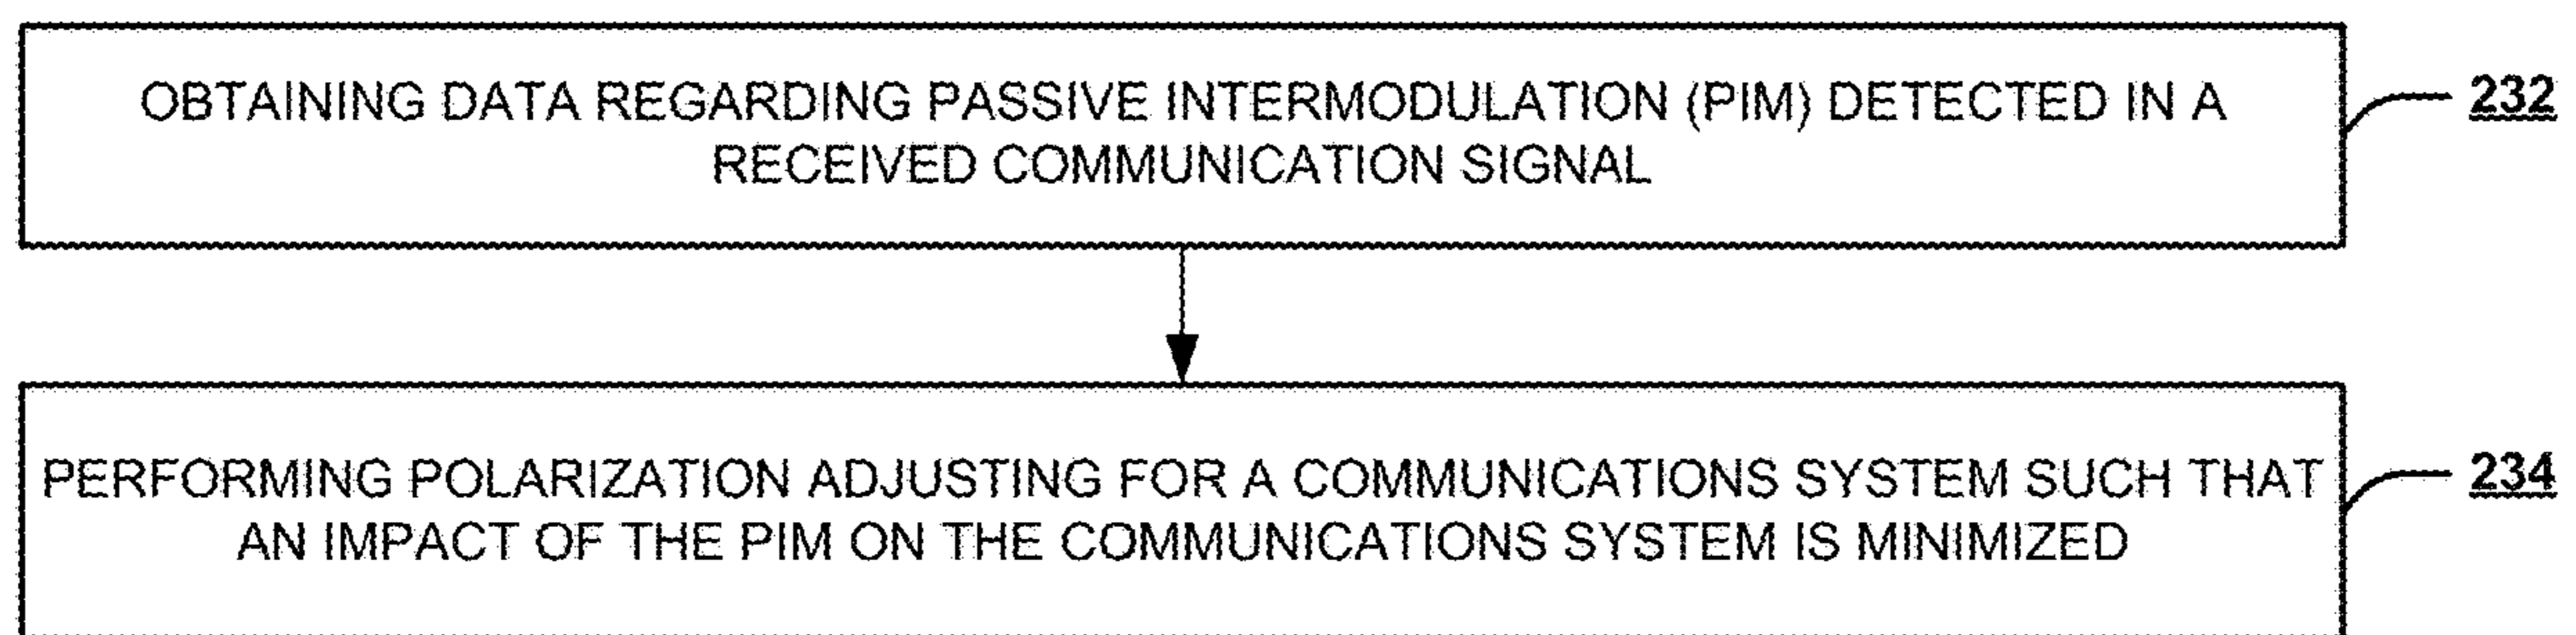 OBTAINING DATA REGARDING PASSIVE INTERMODULATION (PIM) DETECTED IN A
RECEIVED COMMUNICATION SIGNAL
232
PERFORMING POLARIZATION ADJUSTING FOR A COMMUNICATIONS SYSTEM SUCH THAT
AN IMPACT OF THE PIM ON THE COMMUNICATIONS SYSTEM IS MINIMIZED
234